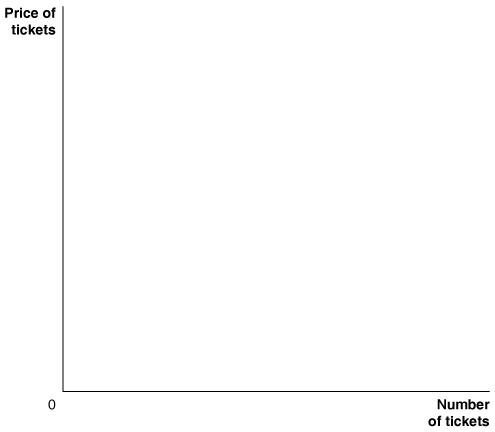 Price of
tickets
0
Number
of tickets